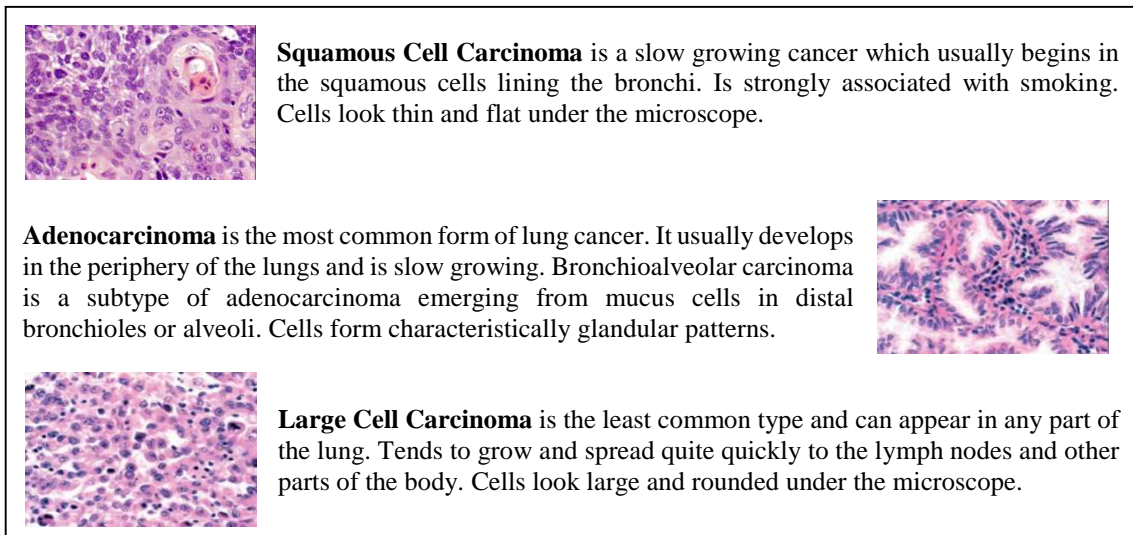 Squamous Cell Carcinoma is a slow growing cancer which usually begins in
the squamous cells lining the bronchi. Is strongly associated with smoking.
Cells look thin and flat under the microscope.
Adenocarcinoma is the most common form of lung cancer. It usually develops
in the periphery of the lungs and is slow growing. Bronchioalveolar carcinoma
is a subtype of adenocarcinoma emerging from mucus cells in distal
bronchioles or alveoli. Cells form characteristically glandular patterns.
Large Cell Carcinoma is the least common type and can appear in any part of
the lung. Tends to grow and spread quite quickly to the lymph nodes and other
parts of the body. Cells look large and rounded under the microscope.